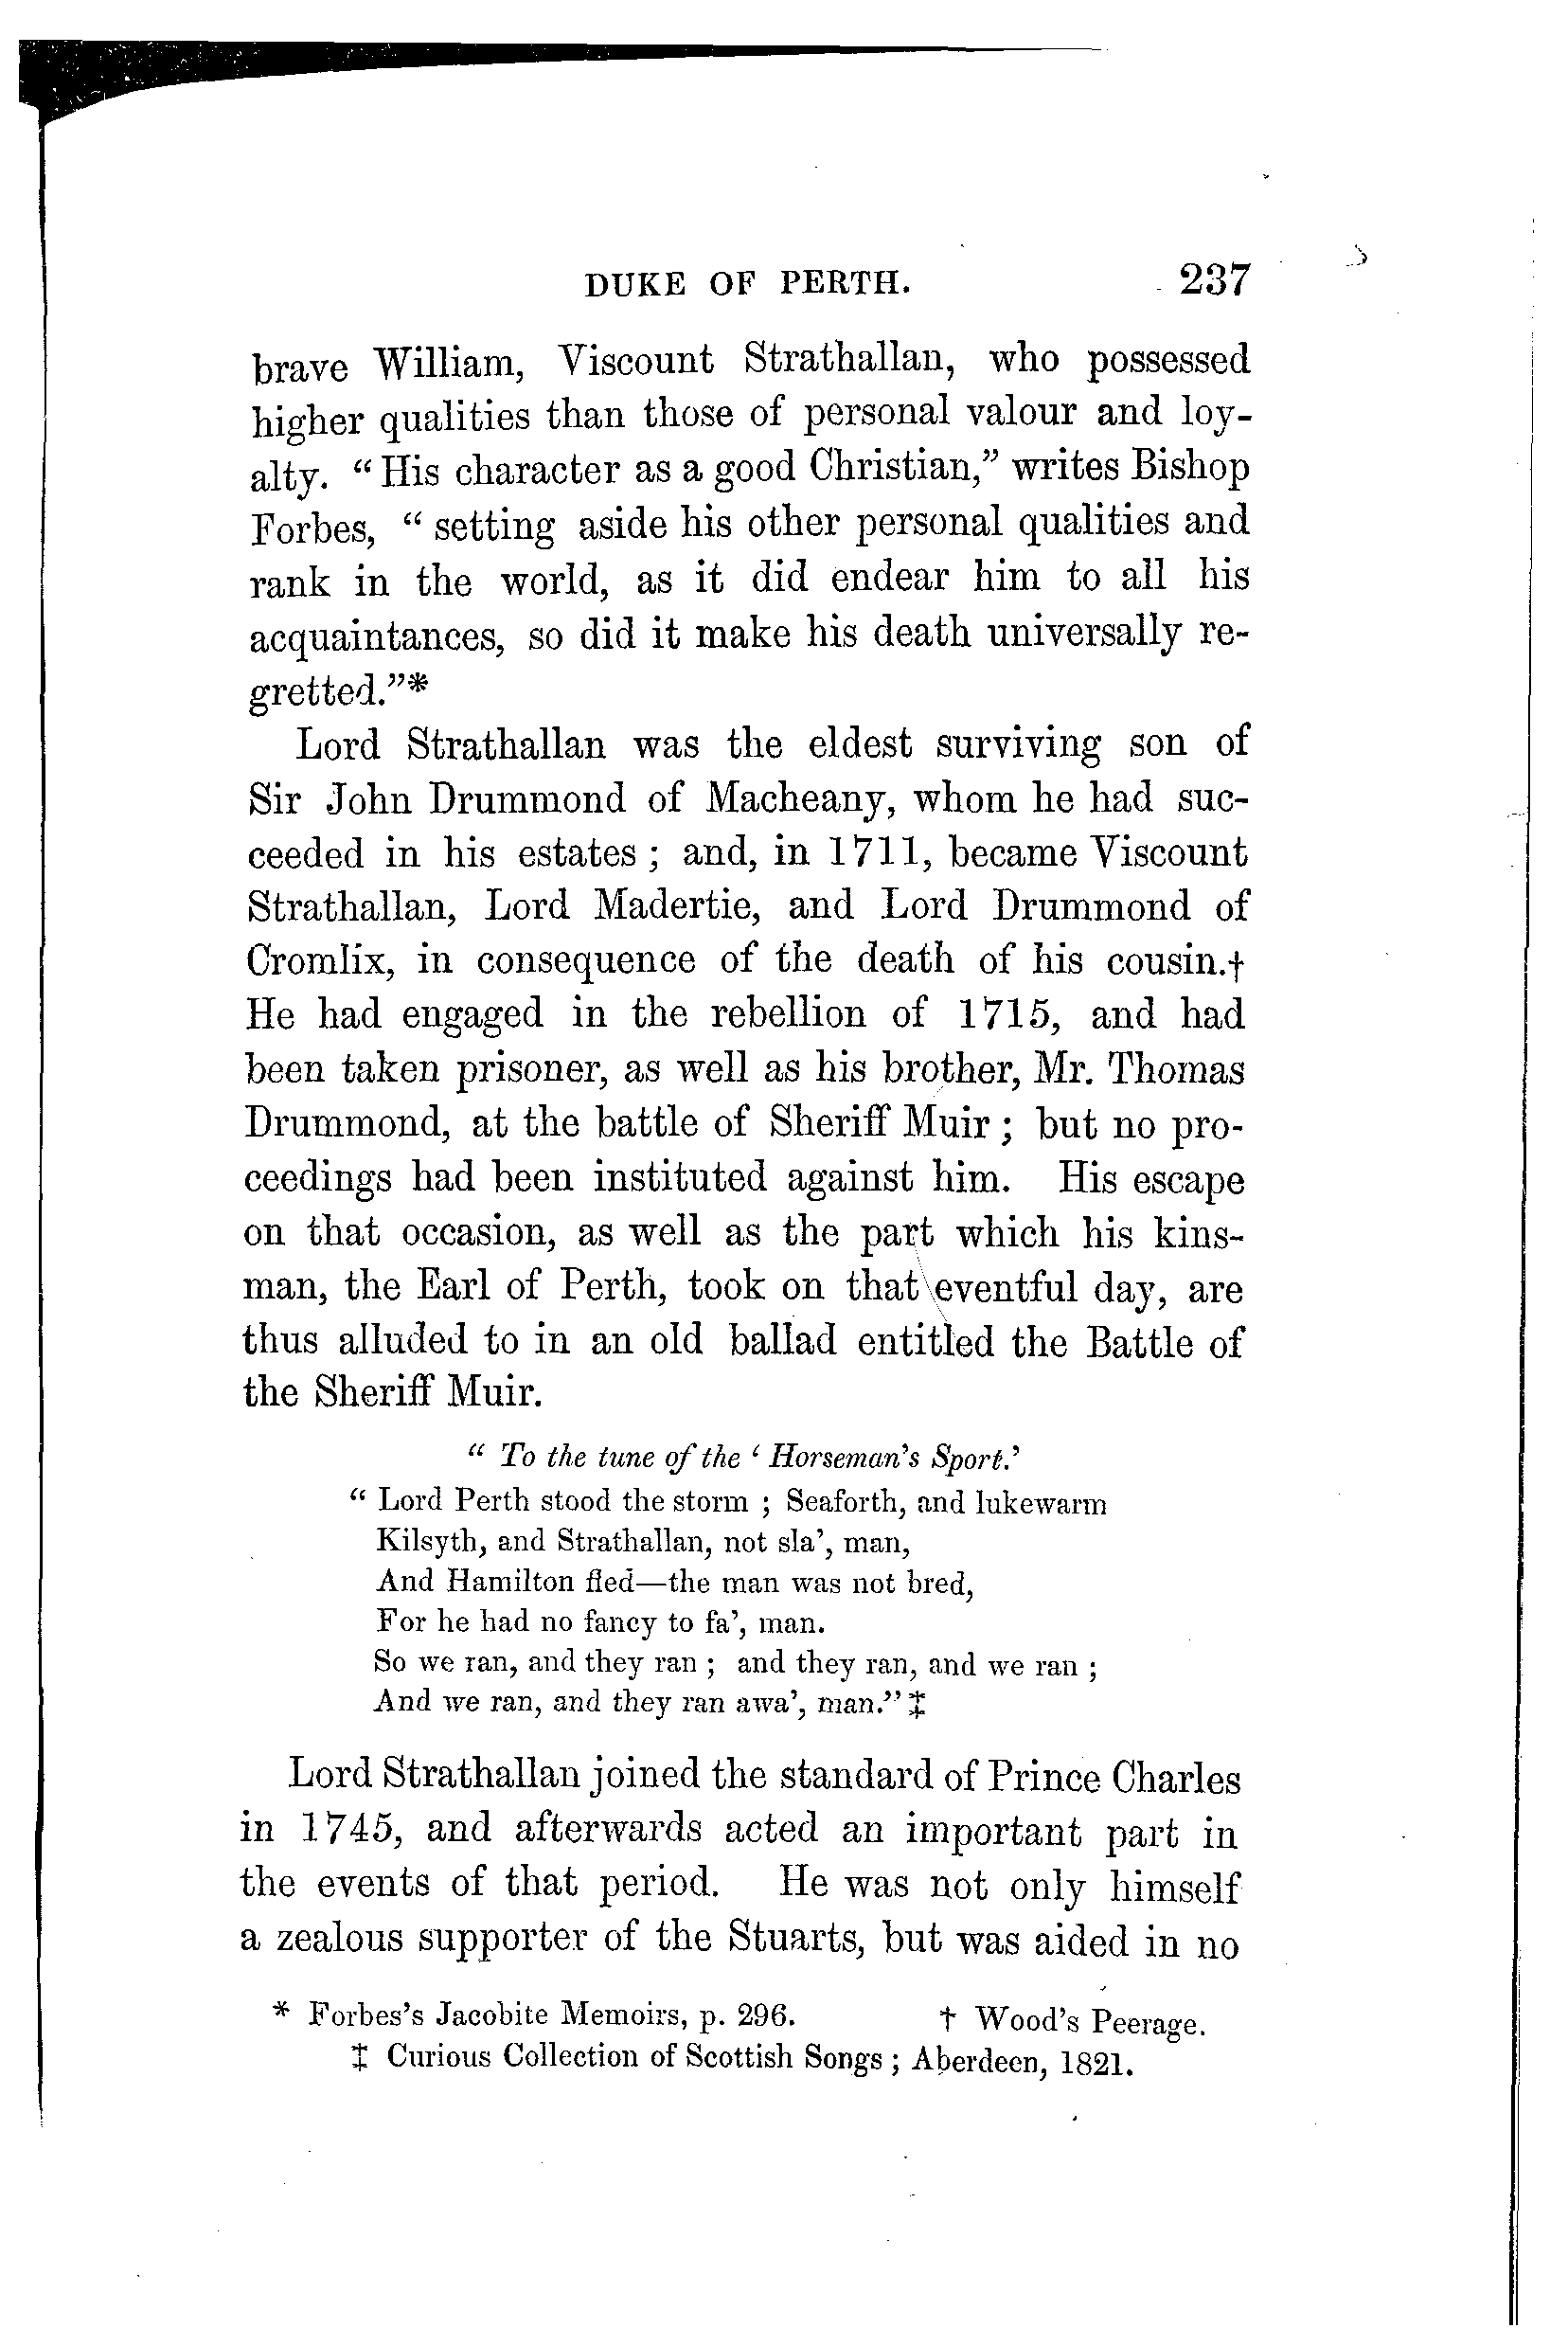 DUKE OF PERTH. 237
brave William, Viscount Strathallan, who possessed
higher qualities than those of personal valour and loy-
alty. “His character as a good Christian,” writes Bishop
Forbes, “setting aside his other personal qualities and
rank in the world, as it did endear him to all his
acquaintances, so did it make his death universally re-
gretted.”*
Lord Strathallan was the eldest surviving son of
Sir John Drummond of Macheany, whom he had suc-
ceeded in his estates; and, in 1711, became Viscount
Strathallan, Lord Madertie, and Lord Drummond of
Cromlix, in consequence of the death of his cousin.†
He had engaged in the rebellion of 1715, and had
been taken prisoner, as well as his brother, Mr. Thomas
Drummond, at the battle of Sheriff Muir; but no pro-
ceedings had been instituted against him. His escape
on that occasion, as well as the part which his kins-
man, the Earl of Perth, took on that eventful day, are
thus alluded to in an old ballad entitled the Battle of
the Sheriff Muir.
“To the tune of the ‘Horseman's Sport.’
“Lord Perth stood the storm; Seaforth, and lukewarm
Kilsyth, and Strathallan, not sla’, man,
And Hamilton fled—the man was not bred,
For he had no fancy to fa’, man.
So we ran, and they ran; and they ran, and we ran;
And we ran, and they ran awa’, man.”‡
Lord Strathallan joined the standard of Prince Charles
in 1745, and afterwards acted an important part in
the events of that period. He was not only himself
a zealous supporter of the Stuarts, but was aided in no
* Forbes's Jacobite Memoirs, p. 296. † Wood's Peerage.
‡ Curious Collection of Scottish Songs; Aberdeen, 1821.